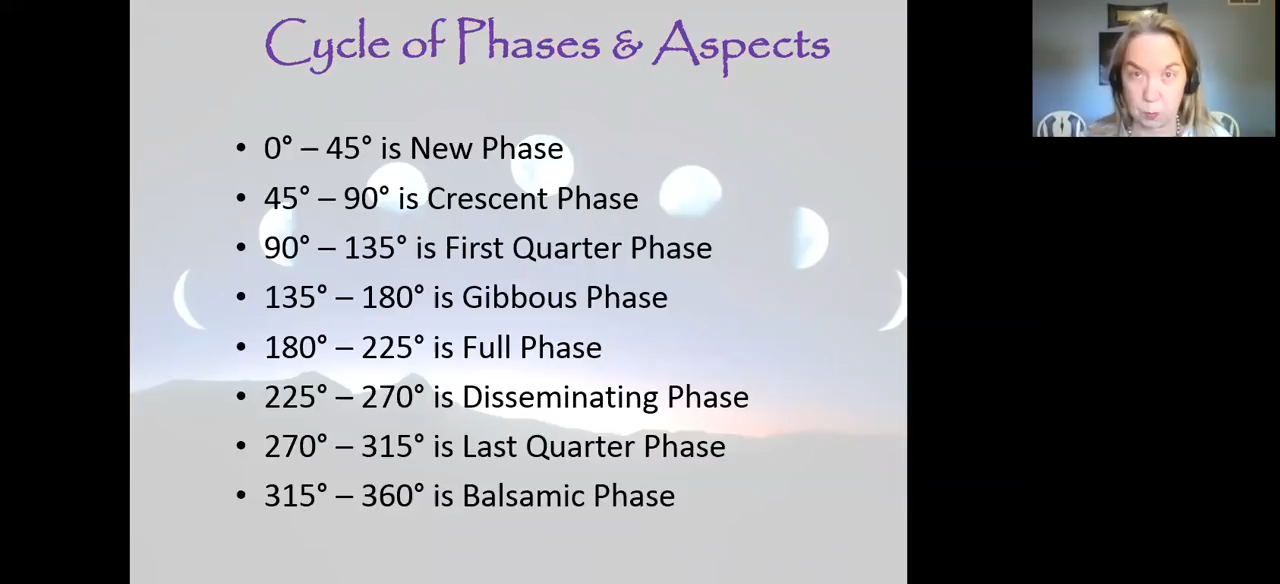 Cycle of Phases & Aspects
• 0° – 45° is New Phase
• 45° – 90° is Crescent Phase
• 90° – 135° is First Quarter Phase
• 135° – 180° is Gibbous Phase
• 180° – 225° is Full Phase
• 225° – 270° is Disseminating Phase
• 270° – 315° is Last Quarter Phase
• 315° – 360° is Balsamic Phase